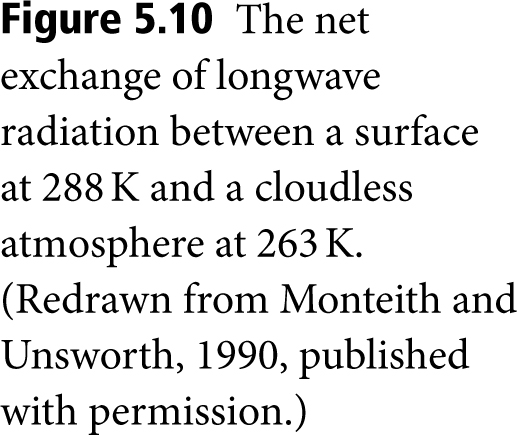 Figure 5.10 The net
exchange of longwave
radiation between a surface
at 288 K and a cloudless
atmosphere at 263 K.
(Redrawn from Monteith and
Unsworth, 1990, published
with permission.)